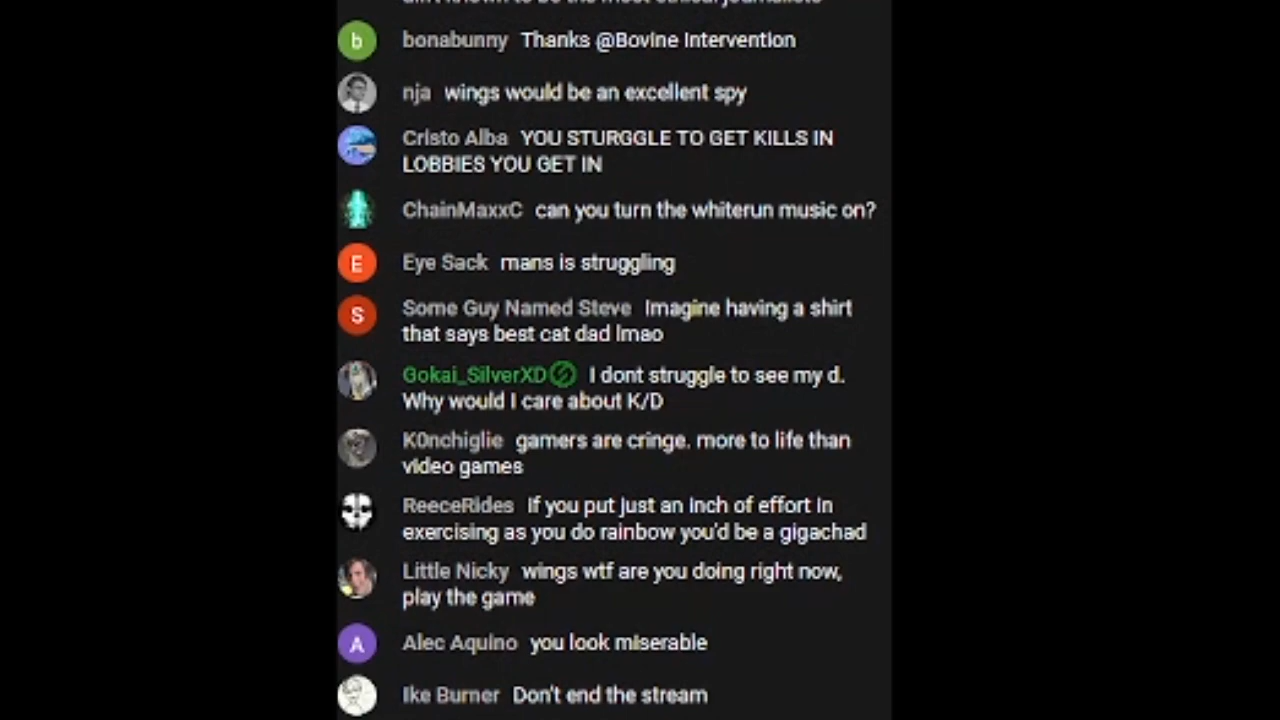 bonabunny Thanks @Bovine Intervention
nja wings would be an excellent spy
Cristo Alba YOU STURGGLE TO GET KILLS IN
LOBBIES YOU GET IN
ChainMaxxC can you turn the whiterun music on?
Eye Sack mans is struggling
Some Guy Named Steve Imagine having a shirt
that says best cat dad lmao
Gokai_SilverXD I dont struggle to see my d.
Why would I care about K/D
K0nchiglie gamers are cringe. more to life than
video games
ReeceRides If you put just an inch of effort in
exercising as you do rainbow you'd be a gigachad
Little Nicky wings wtf are you doing right now,
play the game
Alec Aquino you look miserable
Ike Burner Don't end the stream